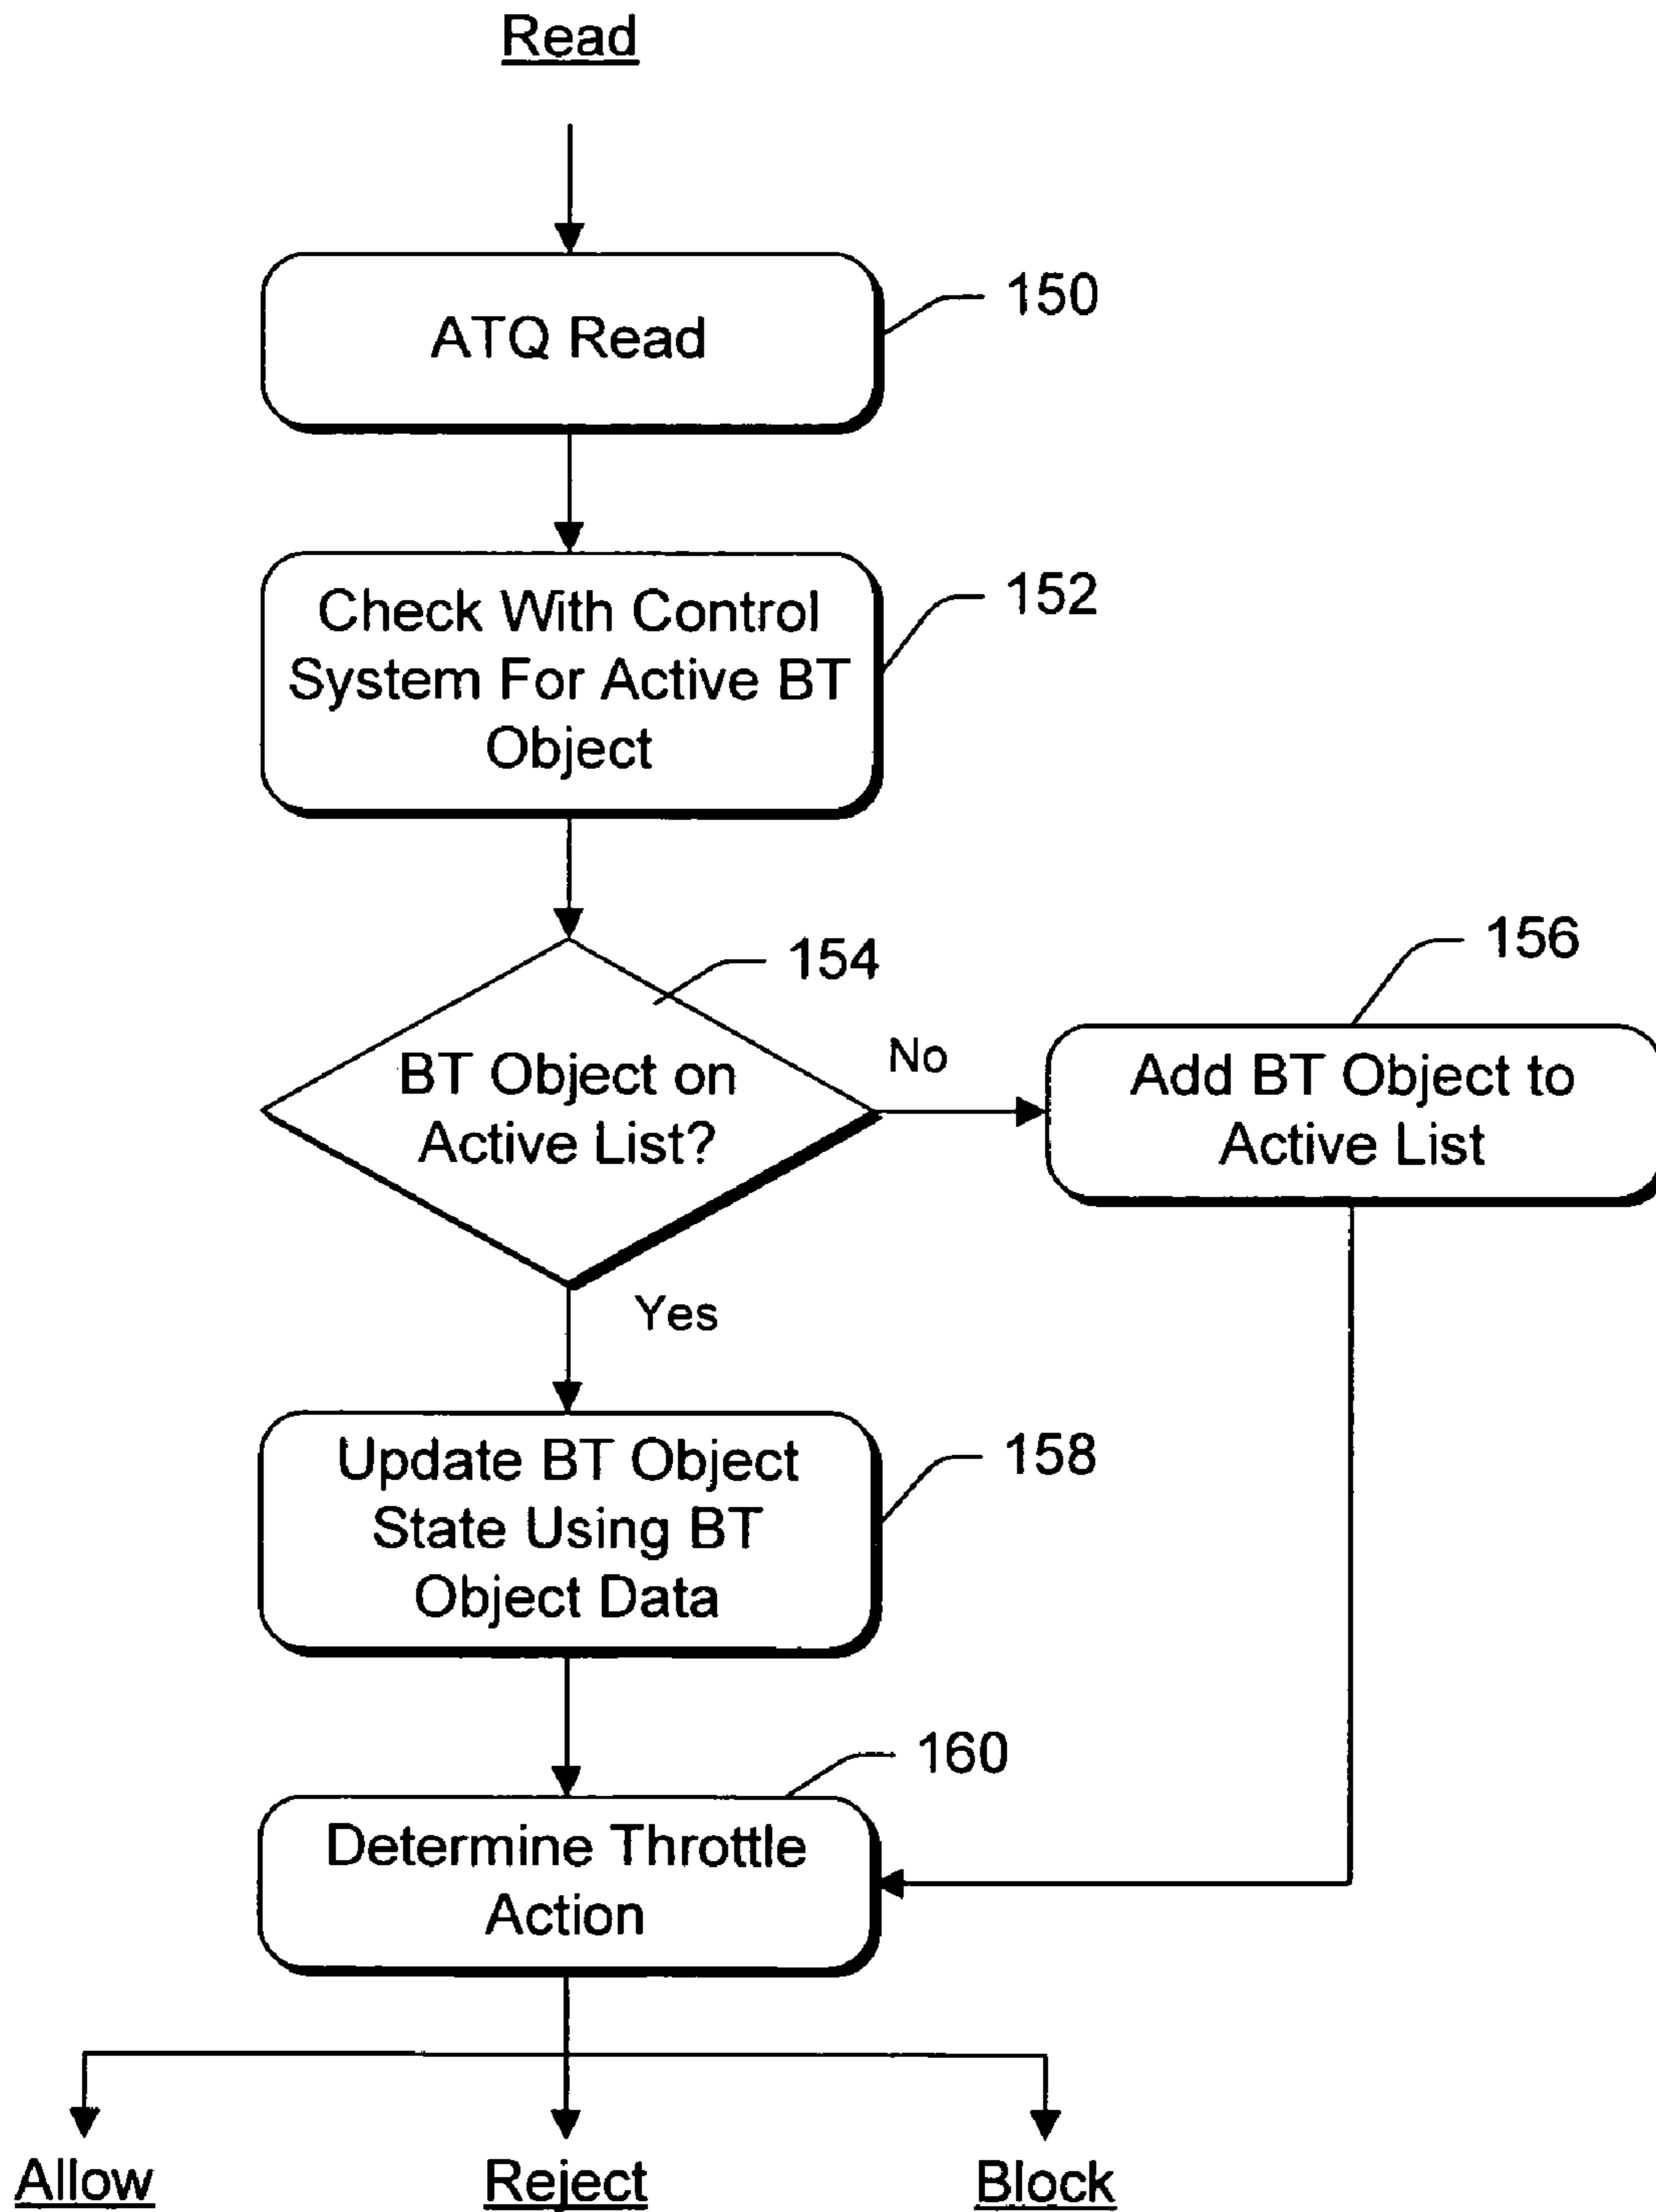 Read
ATQ Read
150
Check With Control
System For Active BT
Object
152
154
BT Object on
Active List?
No
156
Add BT Object to
Active List
Yes
Update BT Object
State Using BT
Object Data
158
160
Determine Throttle
Action
Allow
Reject
Block